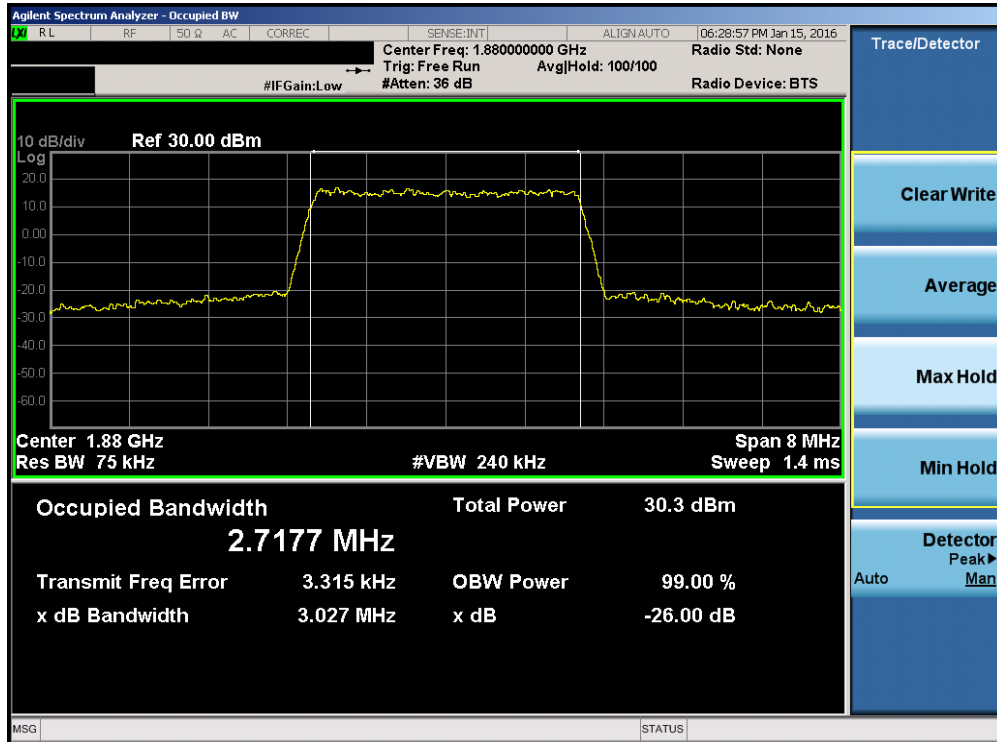 Agilent Spectrum Analyzer - Occupied BW
LXI RL RF 50 Ω AC CORREC SENSE:INT ALIGN AUTO 06:28:57 PM Jan 15, 2016
Center Freq: 1.880000000 GHz Radio Std: None
Trig: Free Run Avg|Hold: 100/100
#IFGain:Low #Atten: 36 dB Radio Device: BTS
10 dB/div Ref 30.00 dBm
Log
20.0
10.0
0.00
-10.0
-20.0
-30.0
-40.0
-50.0
-60.0
Center 1.88 GHz Span 8 MHz
Res BW 75 kHz #VBW 240 kHz Sweep 1.4 ms
Occupied Bandwidth Total Power 30.3 dBm
2.7177 MHz
Transmit Freq Error 3.315 kHz OBW Power 99.00 %
x dB Bandwidth 3.027 MHz x dB -26.00 dB
MSG STATUS
Trace/Detector
Clear Write
Average
Max Hold
Min Hold
Detector
Peak▶
Auto Man